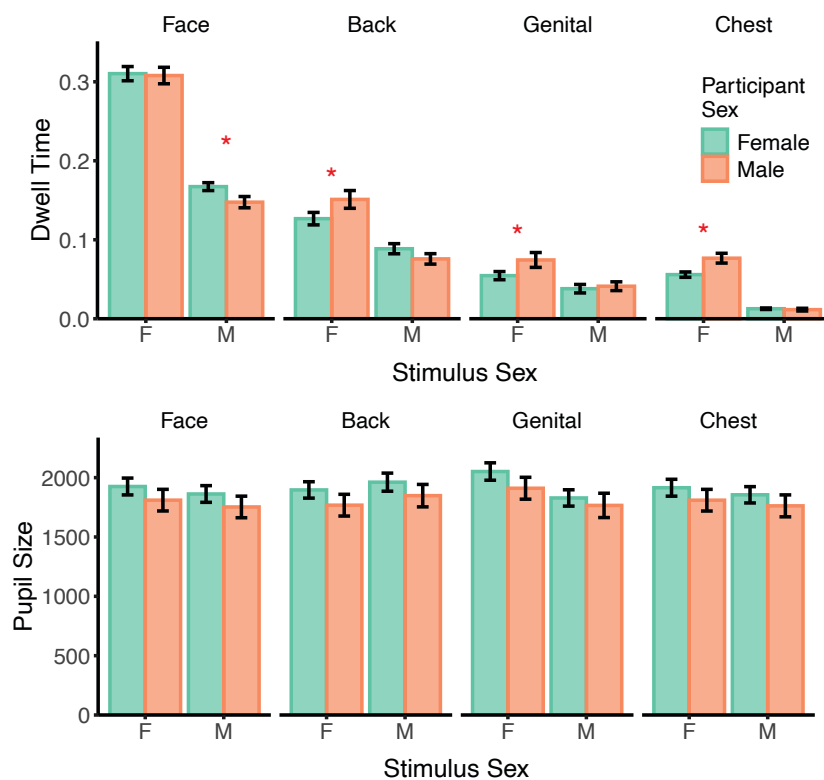 Face Back Genital Chest
Dwell Time
0.3
0.2
0.1
0.0
* * * *
Participant
Sex
Female
Male
F M F M F M F M
Stimulus Sex
Face Back Genital Chest
Pupil Size
2000
1500
1000
500
0
F M F M F M F M
Stimulus Sex